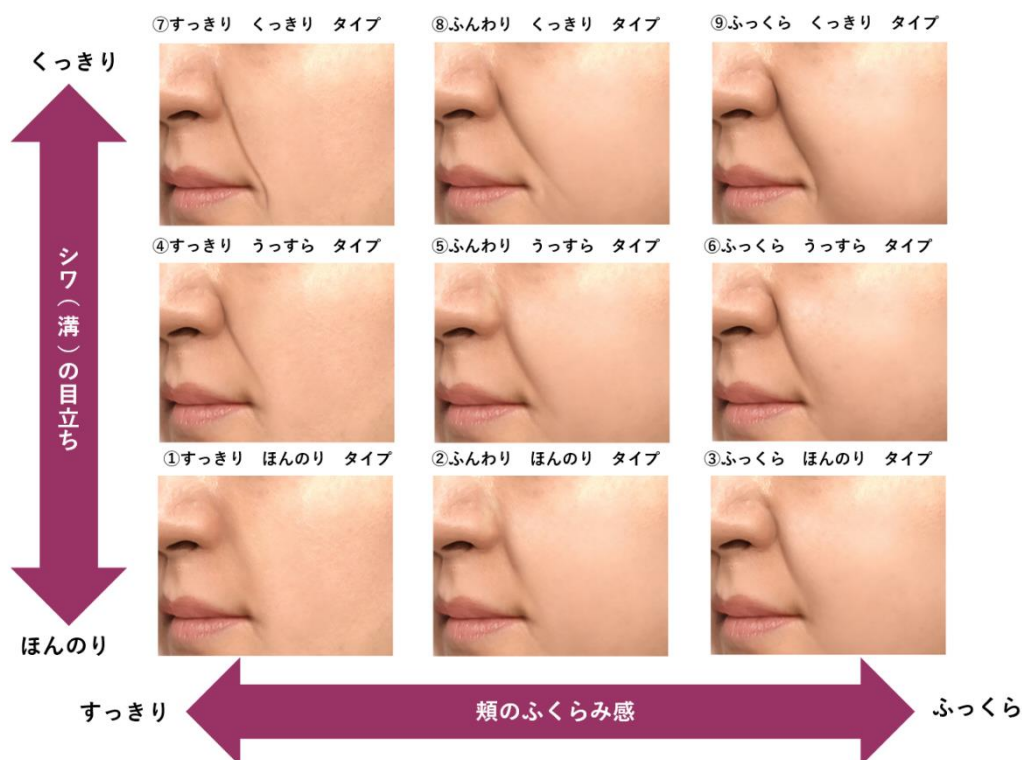 ⑦すっきり　くっきり　タイプ
⑧ふんわり　くっきり　タイプ
⑨ふっくら　くっきり　タイプ
くっきり
④すっきり　うっすら　タイプ
⑤ふんわり　うっすら　タイプ
⑥ふっくら　うっすら　タイプ
シワ（溝）の目立ち
①すっきり　ほんのり　タイプ
②ふんわり　ほんのり　タイプ
③ふっくら　ほんのり　タイプ
ほんのり
すっきり
頬のふくらみ感
ふっくら